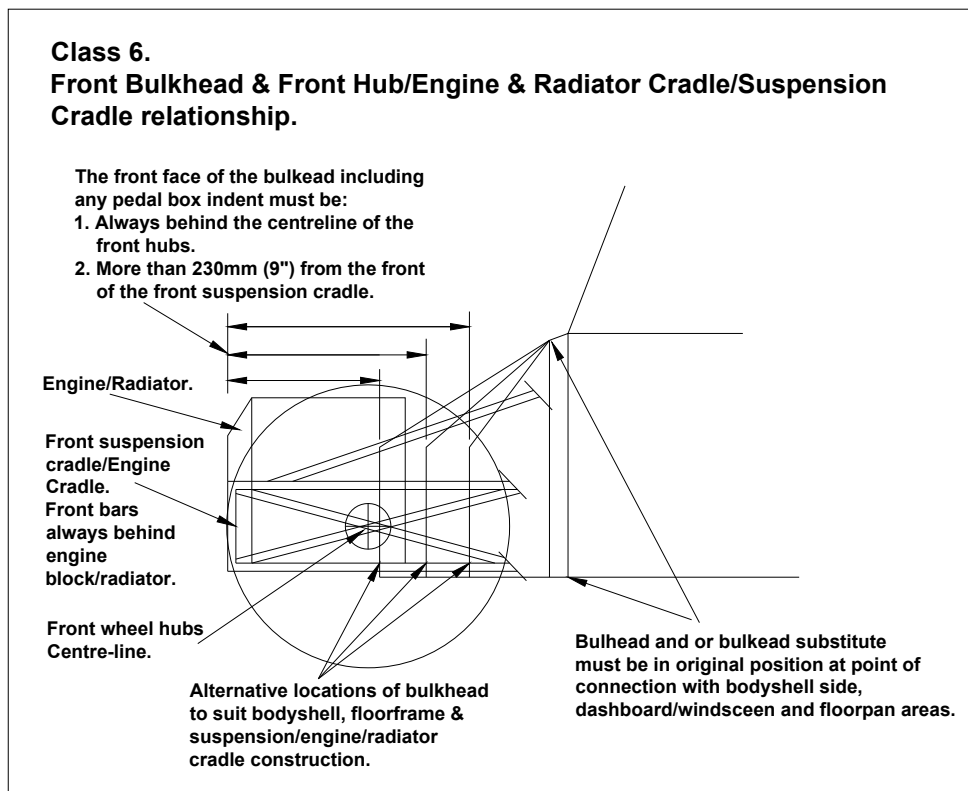 Class 6.
Front Bulkhead & Front Hub/Engine & Radiator Cradle/Suspension
Cradle relationship.
The front face of the bulkead including
any pedal box indent must be:
1. Always behind the centreline of the
front hubs.
2. More than 230mm (9") from the front
of the front suspension cradle.
Engine/Radiator.
Front suspension
cradle/Engine
Cradle.
Front bars
always behind
engine
block/radiator.
Front wheel hubs
Centre-line.
Alternative locations of bulkhead
to suit bodyshell, floorframe &
suspension/engine/radiator
cradle construction.
Bulhead and or bulkead substitute
must be in original position at point of
connection with bodyshell side,
dashboard/windsceen and floorpan areas.